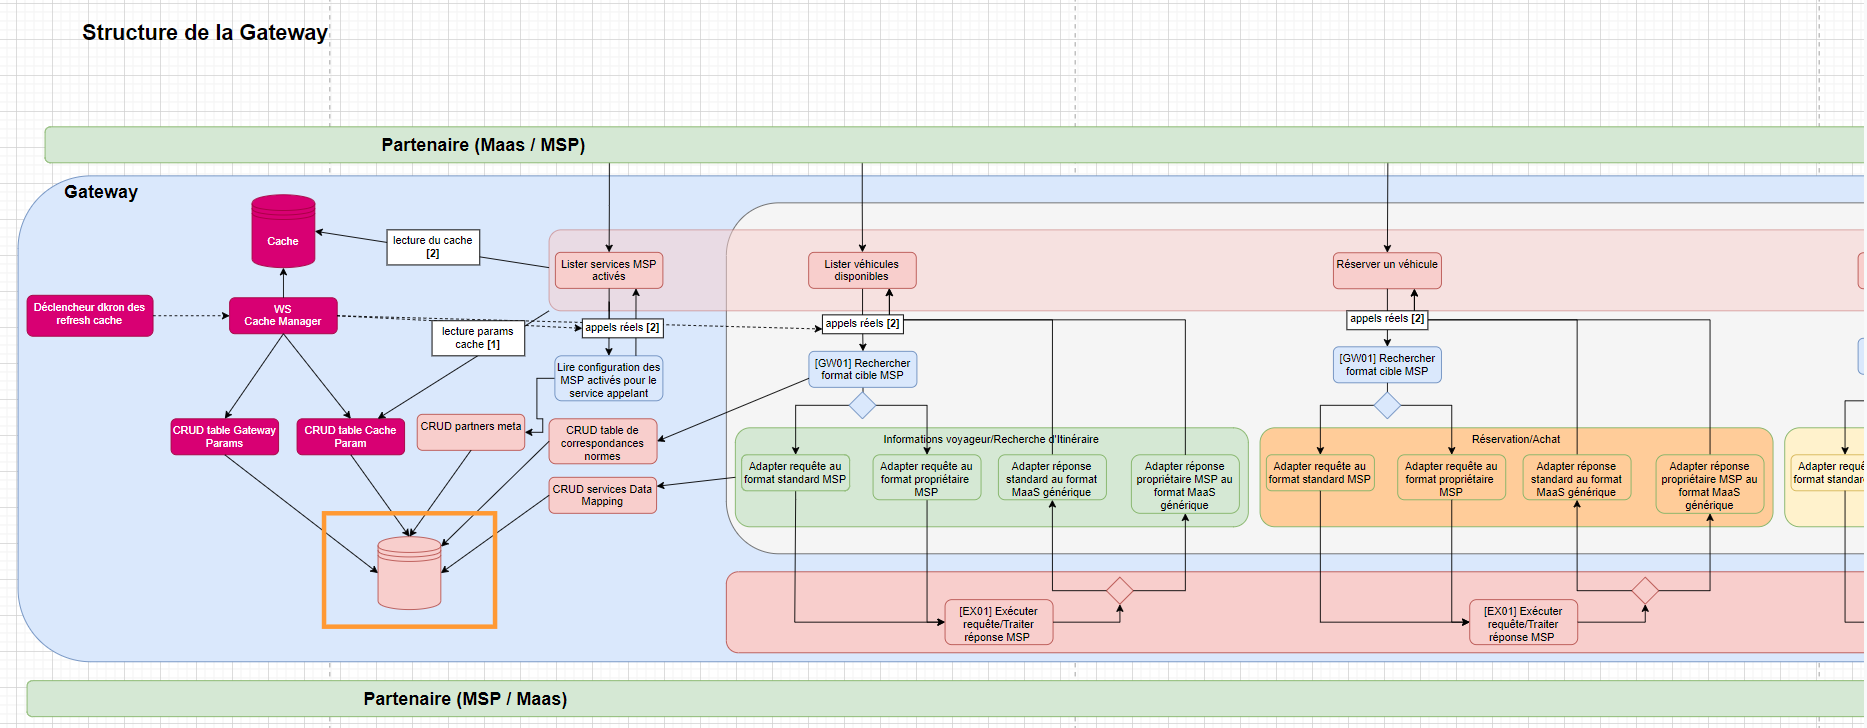 Structure de la Gateway
Partenaire (Maas / MSP)
Gateway
Cache
lecture du cache
[2]
Lister services MSP
activés
Lister véhicules
disponibles
Réserver un véhicule
Déclencheur dkron des
refresh cache
WS
Cache Manager
lecture params
cache [1]
appels réels [2]
appels réels [2]
appels réels [2]
Lire configuration des
MSP activés pour le
service appelant
[GW01] Rechercher
format cible MSP
[GW01] Rechercher
format cible MSP
CRUD table Gateway
Params
CRUD table Cache
Param
CRUD partners meta
CRUD table de
correspondances
normes
CRUD services Data
Mapping
Informations voyageur/Recherche d'Itinéraire
Adapter requête au
format standard MSP
Adapter requête au
format propriétaire
MSP
Adapter réponse
standard au format
MaaS générique
Adapter réponse
propriétaire MSP au
format MaaS
générique
Réservation/Achat
Adapter requête au
format standard MSP
Adapter requête au
format propriétaire
MSP
Adapter réponse
standard au format
MaaS générique
Adapter réponse
propriétaire MSP au
format MaaS
générique
Adapter requê
format standar
[EX01] Exécuter
requête/Traiter
réponse MSP
[EX01] Exécuter
requête/Traiter
réponse MSP
Partenaire (MSP / Maas)